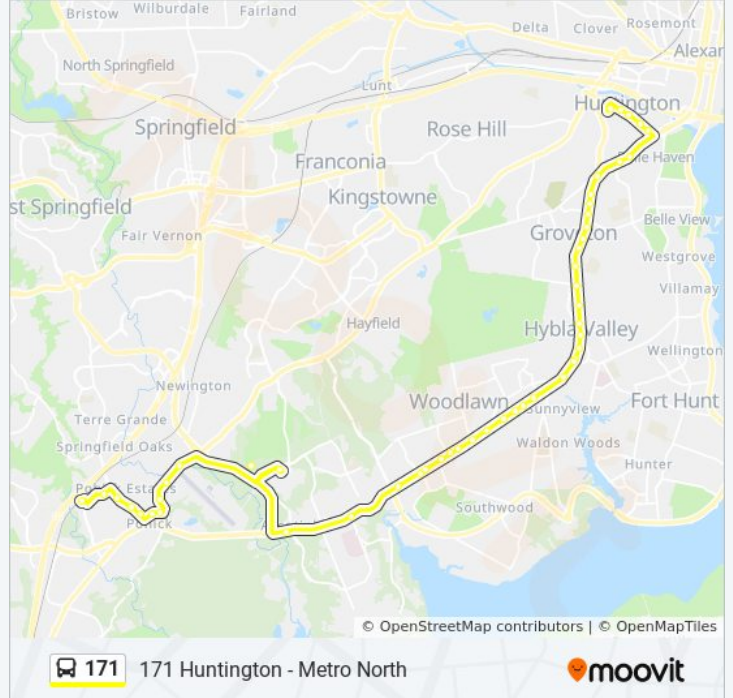 Bristow
Wilburdale
Fairland
Delta
Clover
Rosemont
Alexan
North Springfield
Lunt
Springfield
Huntington
Rose Hill
Franconia
Belle Haven
Kingstowne
st Springfield
Fair Vernon
Groveton
Belle View
Westgrove
Villamay
Hayfield
Hybla Valley
Wellington
Newington
Woodlawn
Sunnyview
Fort Hunt
Terre Grande
Springfield Oaks
Waldon Woods
Hunter
Estates
Southwood
Pohick
© OpenStreetMap contributors | © OpenMapTiles
171 171 Huntington - Metro North
moovit